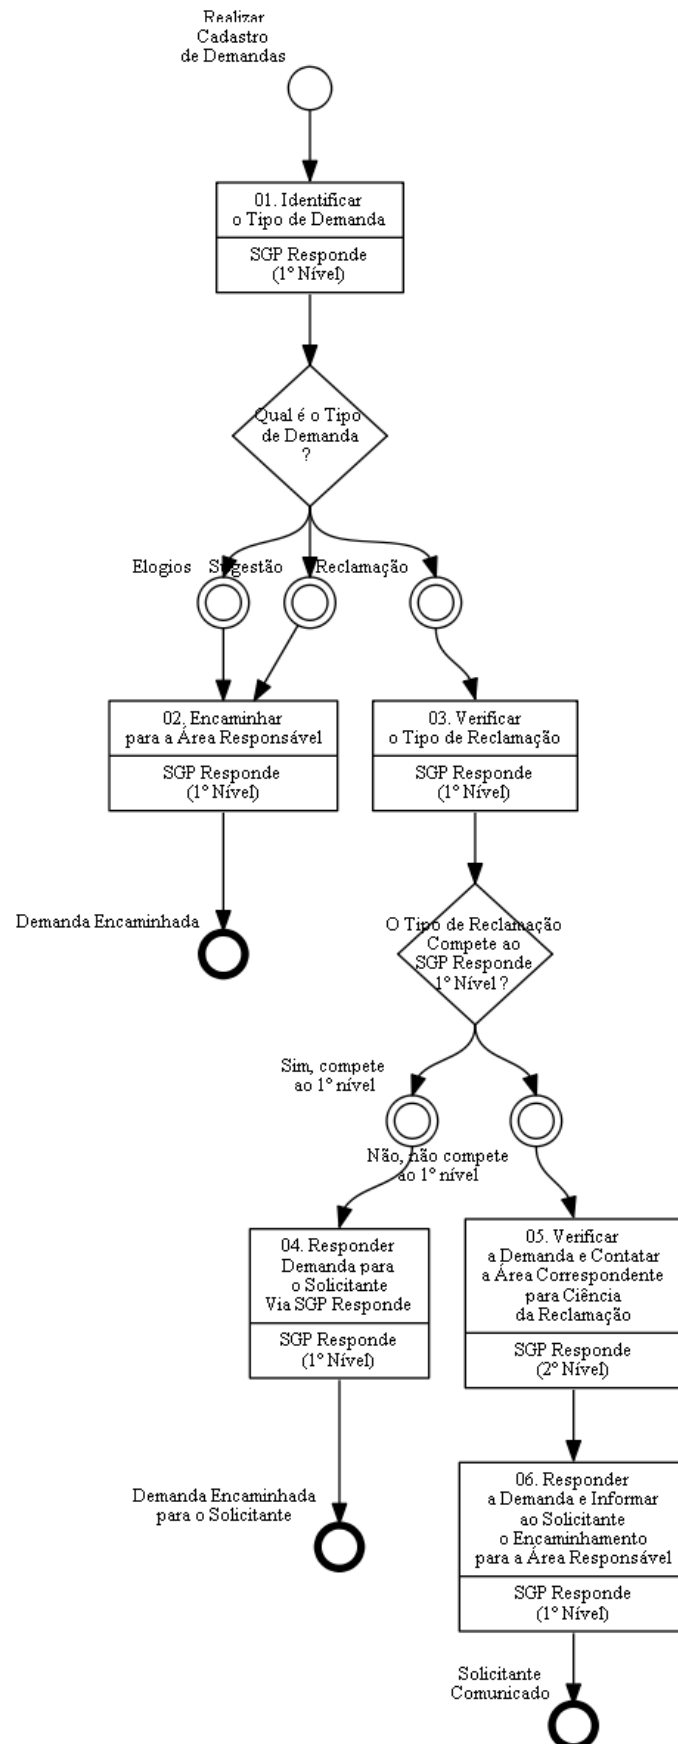 Realizar
Cadastro
de Demandas
01. Identificar
o Tipo de Demanda
SGP Responde
(1º Nível)
Qual é o Tipo
de Demanda
?
Elogios
Sugestão
Reclamação
02. Encaminhar
para a Área Responsável
SGP Responde
(1º Nível)
03. Verificar
o Tipo de Reclamação
SGP Responde
(1º Nível)
Demanda Encaminhada
O Tipo de Reclamação
Compete ao
SGP Responde
1º Nível ?
Sim, compete
ao 1º nível
Não, não compete
ao 1º nível
04. Responder
Demanda para
o Solicitante
Via SGP Responde
SGP Responde
(1º Nível)
05. Verificar
a Demanda e Contatar
a Área Correspondente
para Ciência
da Reclamação
SGP Responde
(2º Nível)
Demanda Encaminhada
para o Solicitante
06. Responder
a Demanda e Informar
ao Solicitante
o Encaminhamento
para a Área Responsável
SGP Responde
(1º Nível)
Solicitante
Comunicado